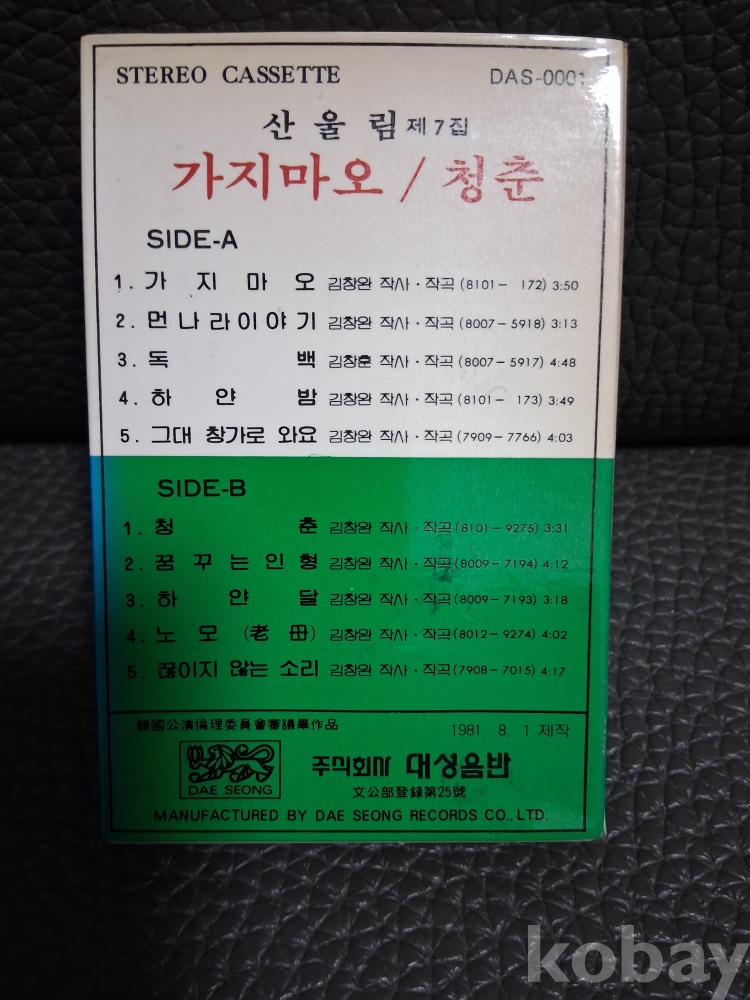 STEREO CASSETTE DAS-0001
산울림 제7집
가지마오 / 청춘
SIDE-A
1. 가 지 마 오 김창완 작사·작곡 (8101- 172) 3:50
2. 먼나라이야기 김창완 작사·작곡 (8007-5918) 3:13
3. 독 백 김창훈 작사·작곡 (8007-5917) 4:48
4. 하 얀 밤 김창완 작사·작곡 (8101- 173) 3:49
5. 그대 창가로 와요 김창완 작사·작곡 (7909-7766) 4:03
SIDE-B
1. 청 춘 김창완 작사·작곡 (8101-9275) 3:31
2. 꿈꾸는인형 김창완 작사·작곡 (8009-7194) 4:12
3. 하 얀 달 김창완 작사·작곡 (8009-7193) 3:18
4. 노 모 (老 母) 김창완 작사·작곡 (8012-9274) 4:02
5. 끊이지 않는 소리 김창완 작사·작곡 (7908-7015) 4:17
韓國公演倫理委員會審議畢作品 1981. 8. 1 제작
DAE SEONG
주식회사 대성음반
文公部登録第25號
MANUFACTURED BY DAE SEONG RECORDS CO., LTD.
kobay